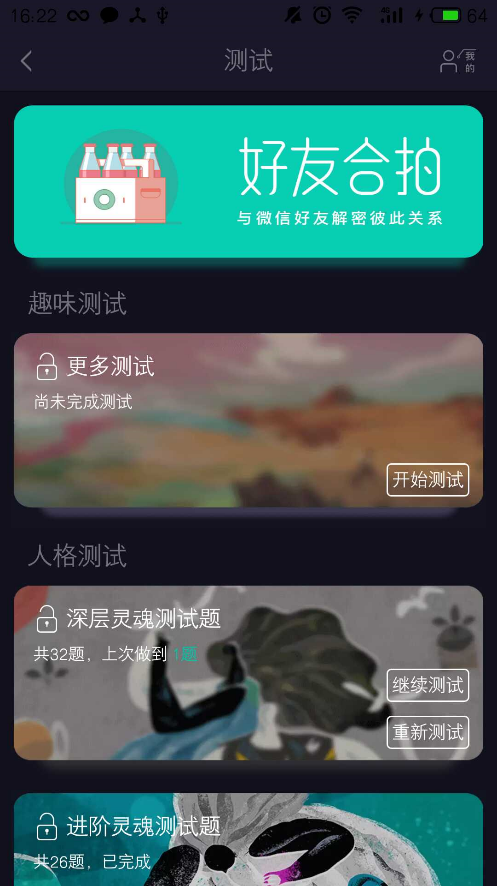 16:22
64
测试
我的
好友合拍
与微信好友解密彼此关系
趣味测试
更多测试
尚未完成测试
开始测试
人格测试
深层灵魂测试题
共32题，上次做到 1题
继续测试
重新测试
进阶灵魂测试题
共26题，已完成